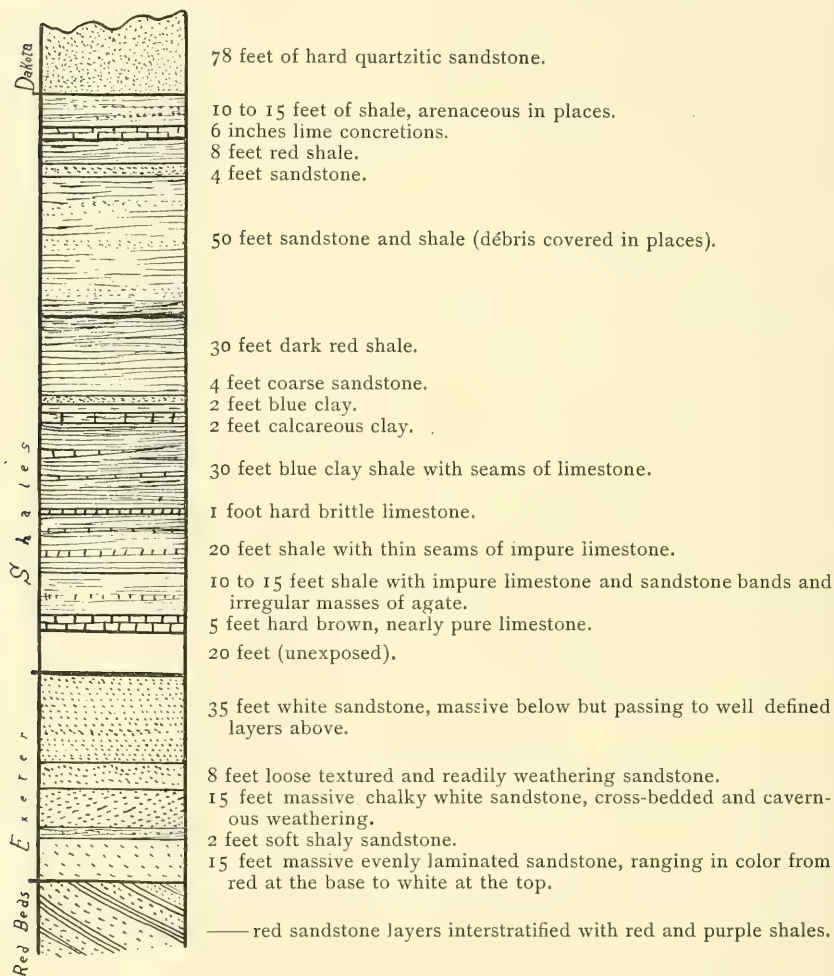 Dakota
78 feet of hard quartzitic sandstone.
10 to 15 feet of shale, arenaceous in places.
6 inches lime concretions.
8 feet red shale.
4 feet sandstone.
50 feet sandstone and shale (débris covered in places).
30 feet dark red shale.
4 feet coarse sandstone.
2 feet blue clay.
2 feet calcareous clay.
Shales
30 feet blue clay shale with seams of limestone.
1 foot hard brittle limestone.
20 feet shale with thin seams of impure limestone.
10 to 15 feet shale with impure limestone and sandstone bands and
irregular masses of agate.
5 feet hard brown, nearly pure limestone.
20 feet (unexposed).
35 feet white sandstone, massive below but passing to well defined
layers above.
Exeter
8 feet loose textured and readily weathering sandstone.
15 feet massive chalky white sandstone, cross-bedded and cavern-
ous weathering.
2 feet soft shaly sandstone.
15 feet massive evenly laminated sandstone, ranging in color from
red at the base to white at the top.
Red Beds
—— red sandstone layers interstratified with red and purple shales.